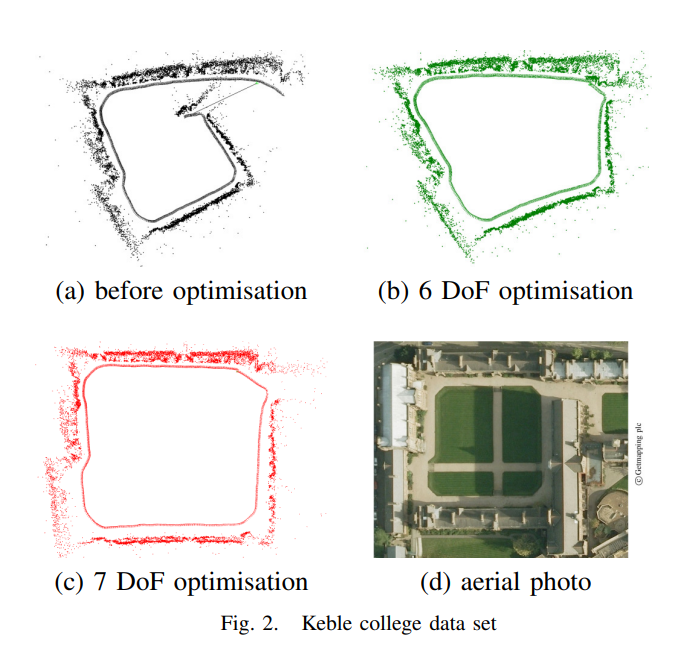 (a) before optimisation
(b) 6 DoF optimisation
(c) 7 DoF optimisation
(d) aerial photo
©Getmapping plc
Fig. 2. Keble college data set